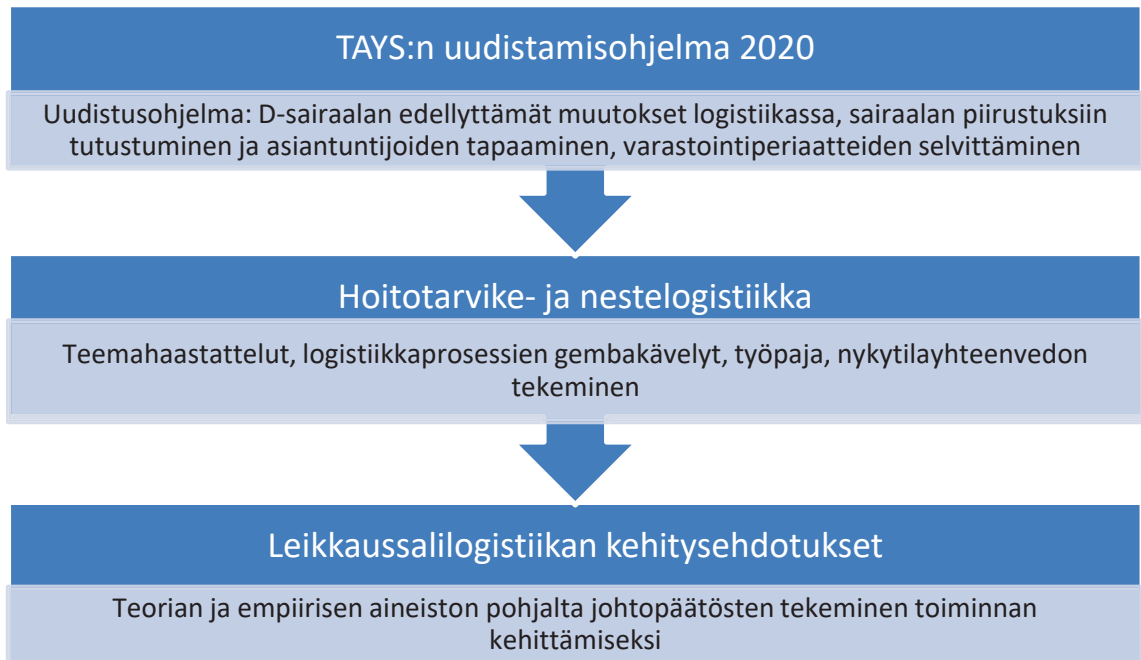 TAYS:n uudistamisohjelma 2020
Uudistusohjelma: D-sairaalan edellyttämät muutokset logistiikassa, sairaalan piirustuksiin
tutustuminen ja asiantuntijoiden tapaaminen, varastointiperiaatteiden selvittäminen
Hoitotarvike- ja nestelogistiikka
Teemahaastattelut, logistiikkaprosessien gembakävelyt, työpaja, nykytilayhteenvedon
tekeminen
Leikkaussalilogistiikan kehitysehdotukset
Teorian ja empiirisen aineiston pohjalta johtopäätösten tekeminen toiminnan
kehittämiseksi